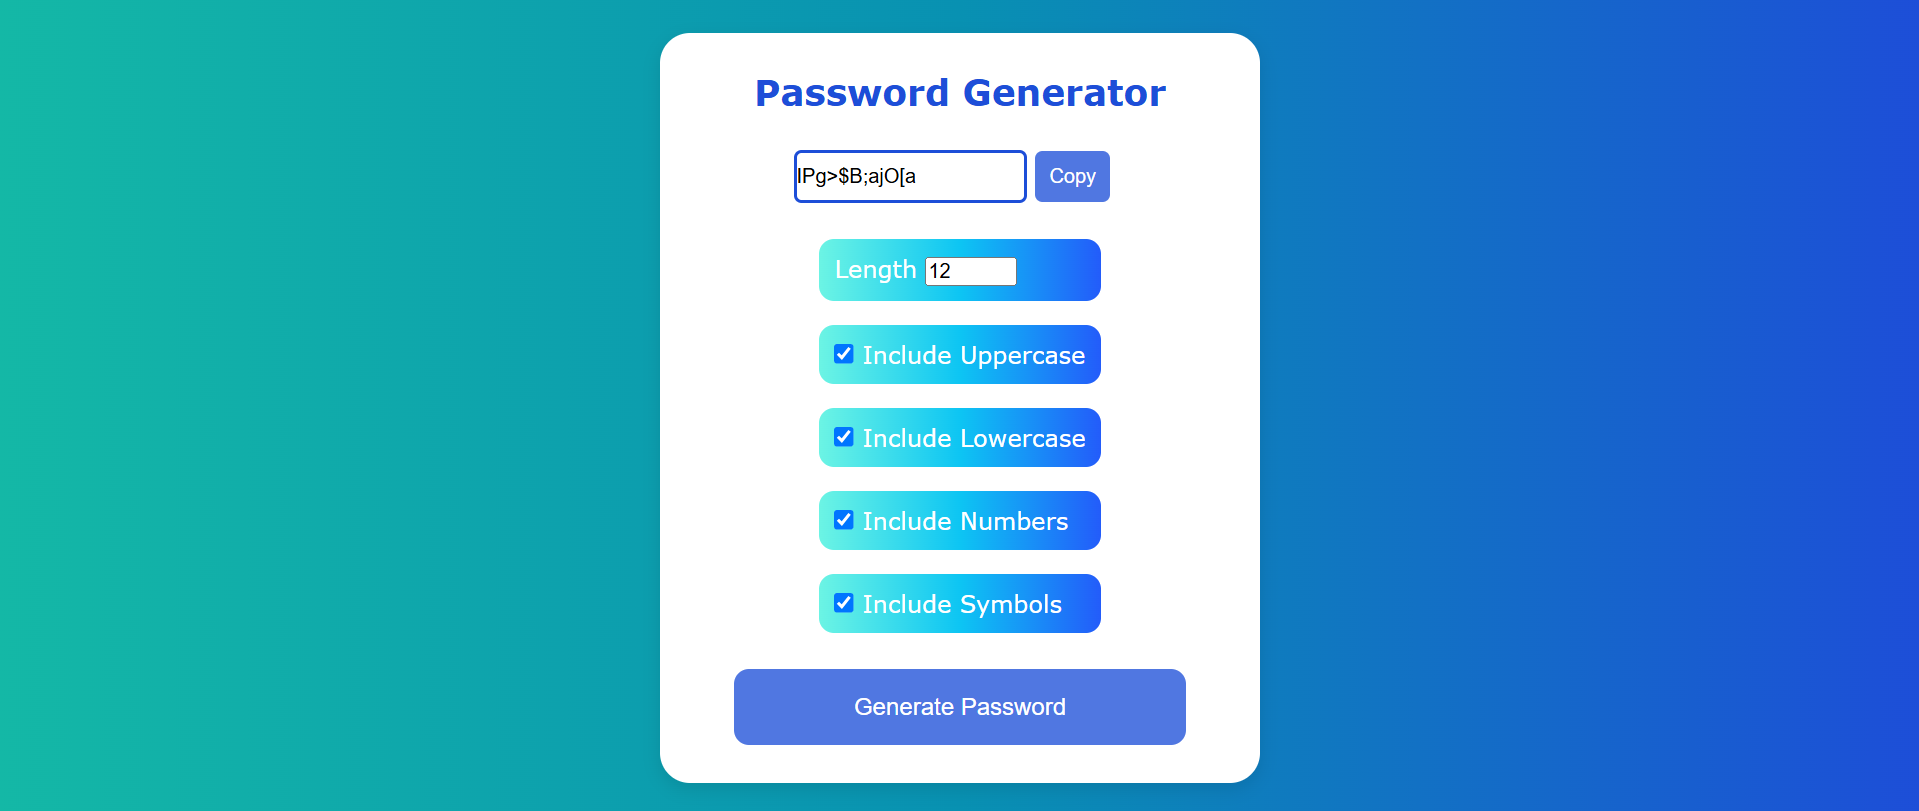 Password Generator
lPg>$B;ajO[a
Copy
Length 12
Include Uppercase
Include Lowercase
Include Numbers
Include Symbols
Generate Password